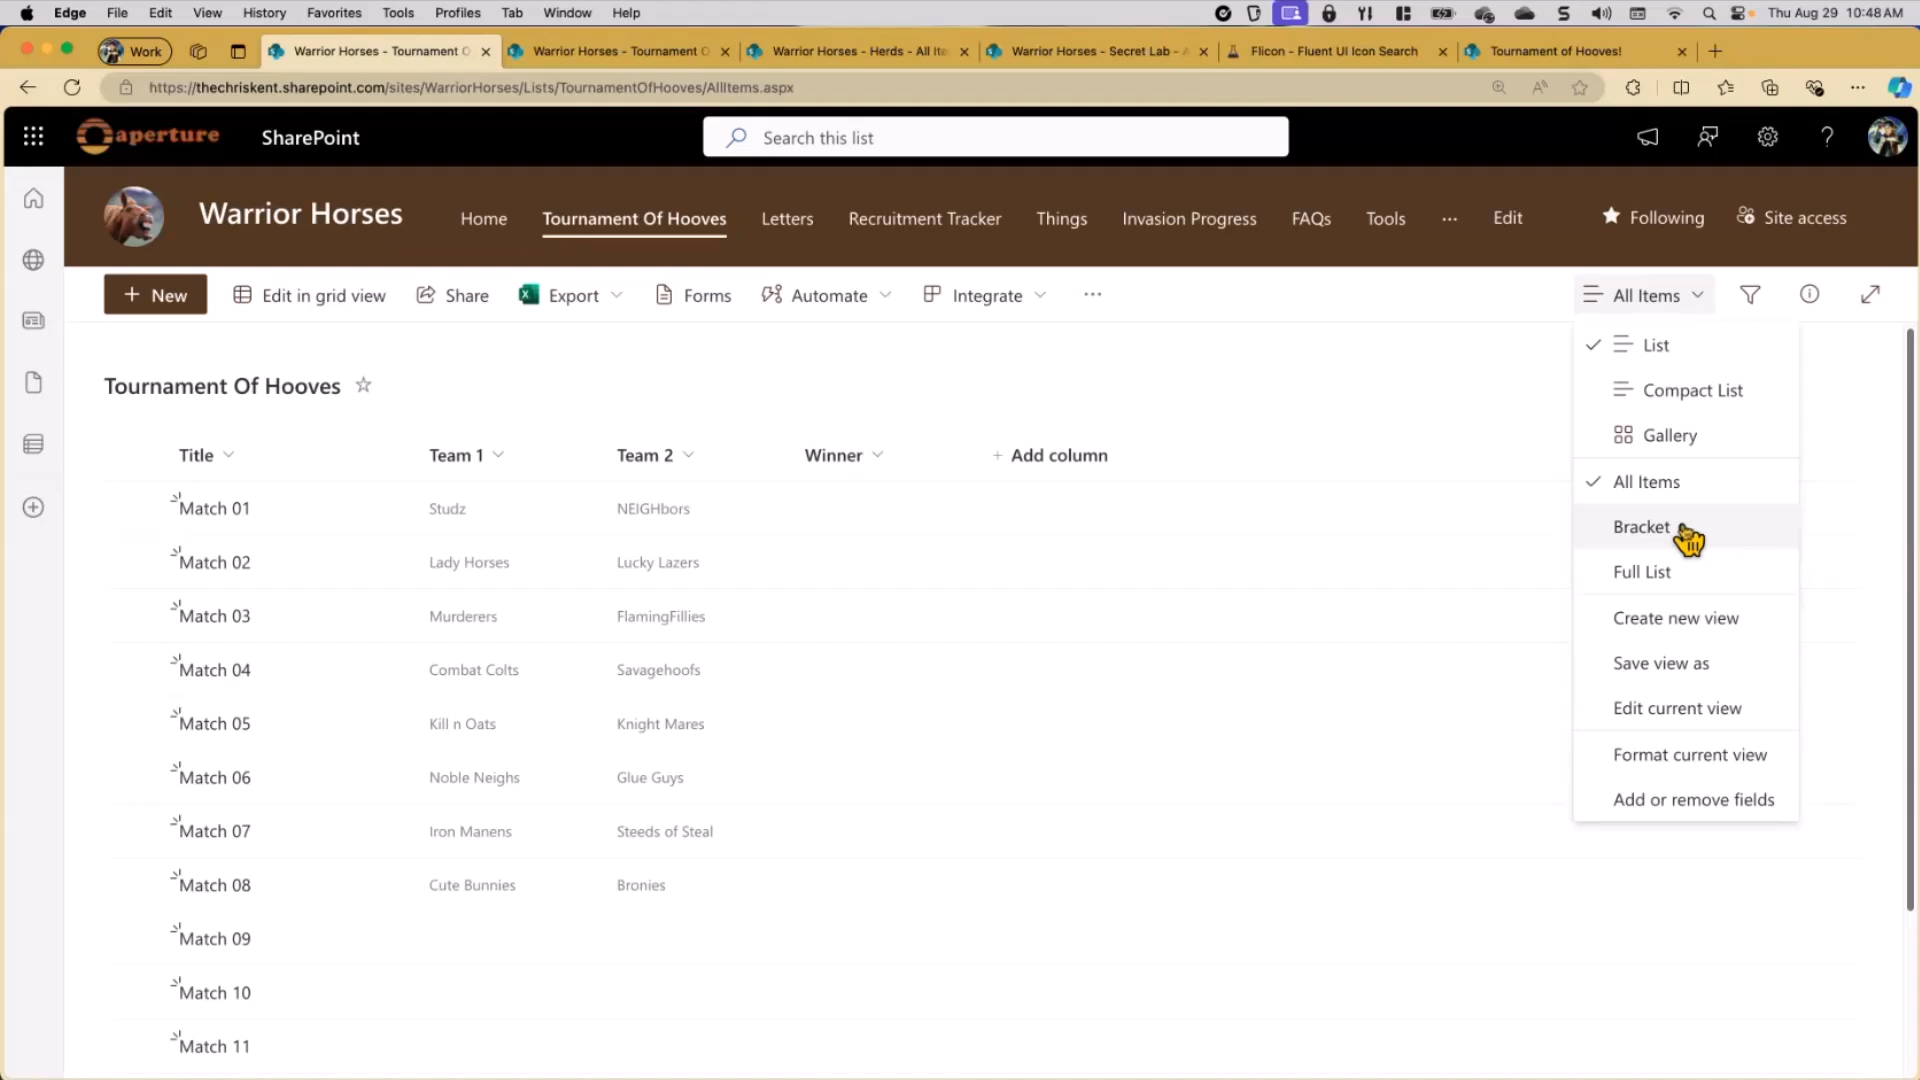 Edge File Edit View History Favorites Tools Profiles Tab Window Help Thu Aug 29 10:48 AM
Work Warrior Horses - Tournament O Warrior Horses - Tournament O Warrior Horses - Herds - All Ite Warrior Horses - Secret Lab - A Flicon - Fluent UI Icon Search Tournament of Hooves!
https://thechriskent.sharepoint.com/sites/WarriorHorses/Lists/TournamentOfHooves/AllItems.aspx
aperture SharePoint Search this list
Warrior Horses Home Tournament Of Hooves Letters Recruitment Tracker Things Invasion Progress FAQs Tools ... Edit Following Site access
+ New Edit in grid view Share Export Forms Automate Integrate ... All Items
List
Compact List
Gallery
All Items
Bracket
Full List
Create new view
Save view as
Edit current view
Format current view
Add or remove fields
Tournament Of Hooves
Title Team 1 Team 2 Winner + Add column
Match 01 Studz NEIGHbors
Match 02 Lady Horses Lucky Lazers
Match 03 Murderers FlamingFillies
Match 04 Combat Colts Savagehoofs
Match 05 Kill n Oats Knight Mares
Match 06 Noble Neighs Glue Guys
Match 07 Iron Manens Steeds of Steal
Match 08 Cute Bunnies Bronies
Match 09
Match 10
Match 11